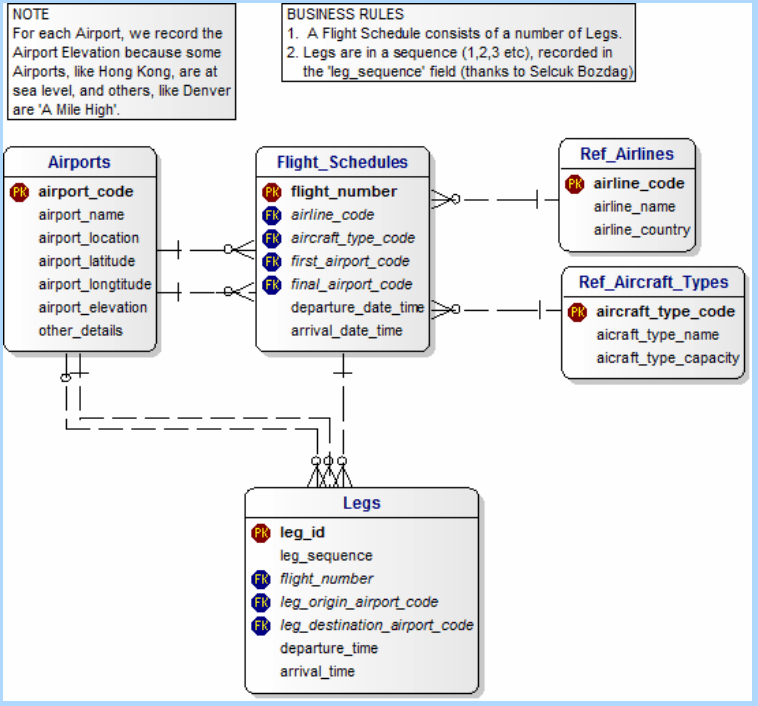 NOTE
For each Airport, we record the
Airport Elevation because some
Airports, like Hong Kong, are at
sea level, and others, like Denver
are 'A Mile High'.
BUSINESS RULES
1. A Flight Schedule consists of a number of Legs.
2. Legs are in a sequence (1,2,3 etc), recorded in
the 'leg_sequence' field (thanks to Selcuk Bozdag)
Airports
PK airport_code
airport_name
airport_location
airport_latitude
airport_longtitude
airport_elevation
other_details
Flight_Schedules
PK flight_number
FK airline_code
FK aircraft_type_code
FK first_airport_code
FK final_airport_code
departure_date_time
arrival_date_time
Ref_Airlines
PK airline_code
airline_name
airline_country
Ref_Aircraft_Types
PK aircraft_type_code
aicraft_type_name
aicraft_type_capacity
Legs
PK leg_id
leg_sequence
FK flight_number
FK leg_origin_airport_code
FK leg_destination_airport_code
departure_time
arrival_time